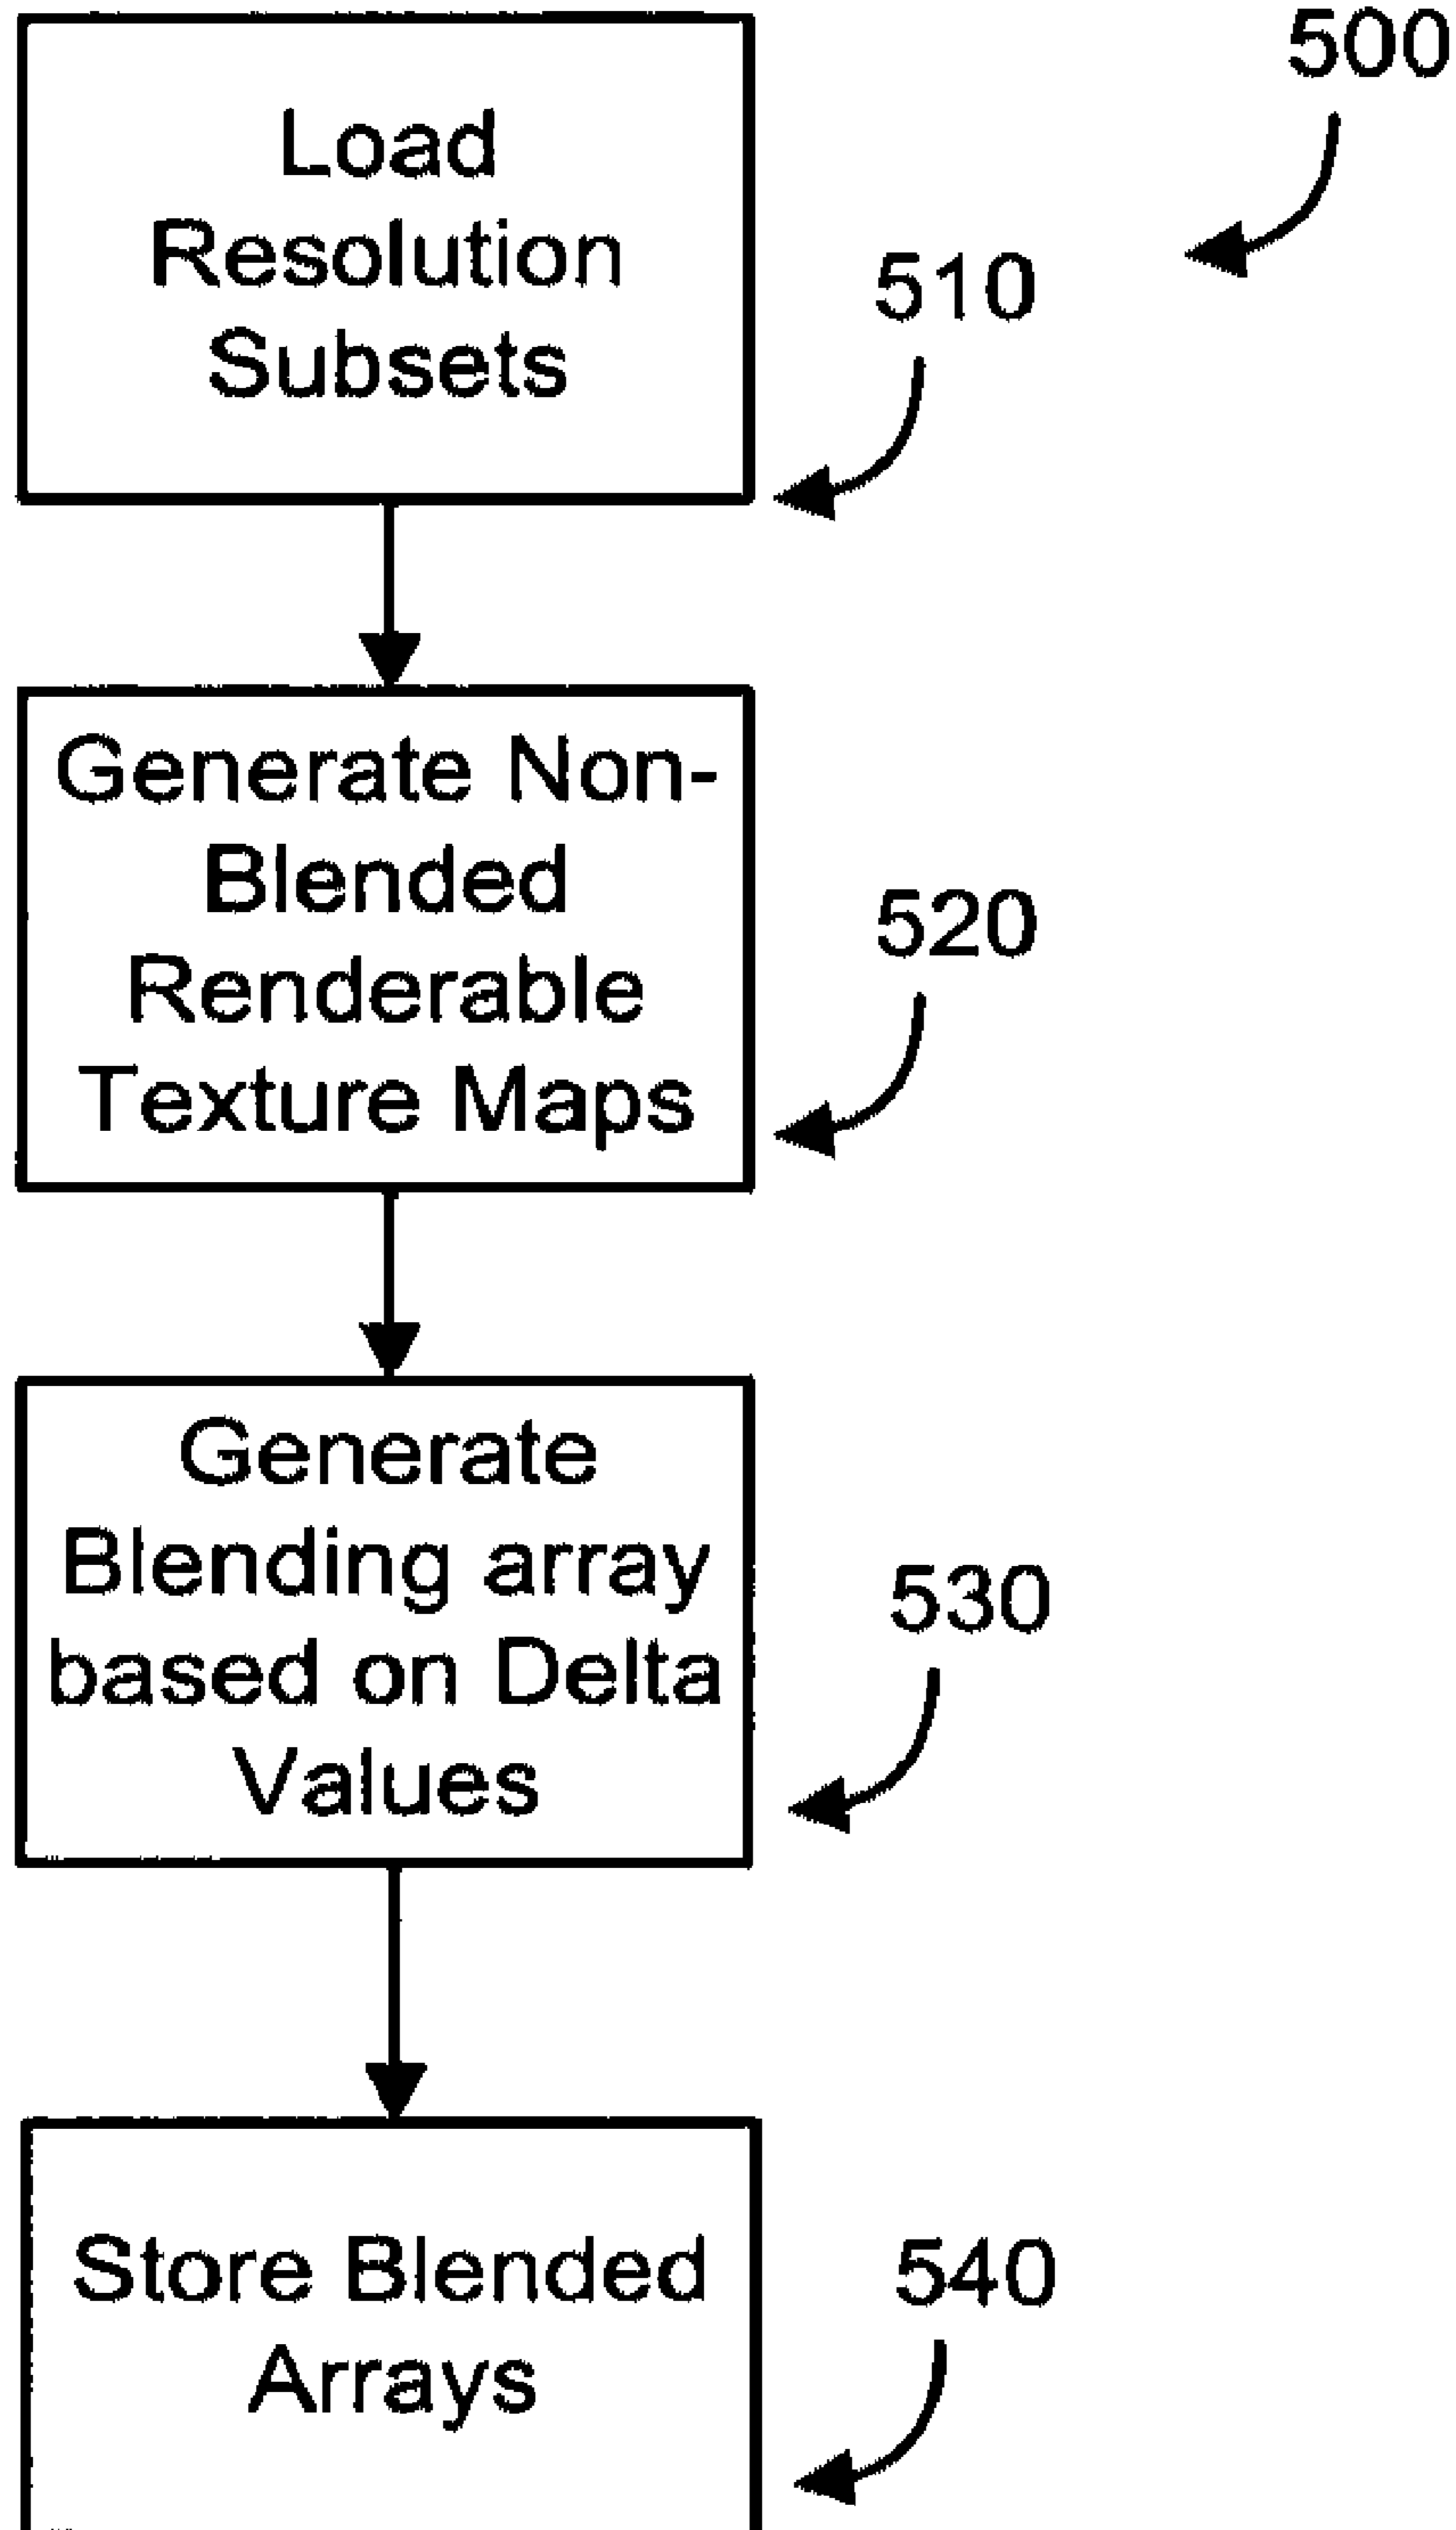 500
Load
Resolution
Subsets
510
Generate Non-
Blended
Renderable
Texture Maps
520
Generate
Blending array
based on Delta
Values
530
Store Blended
Arrays
540